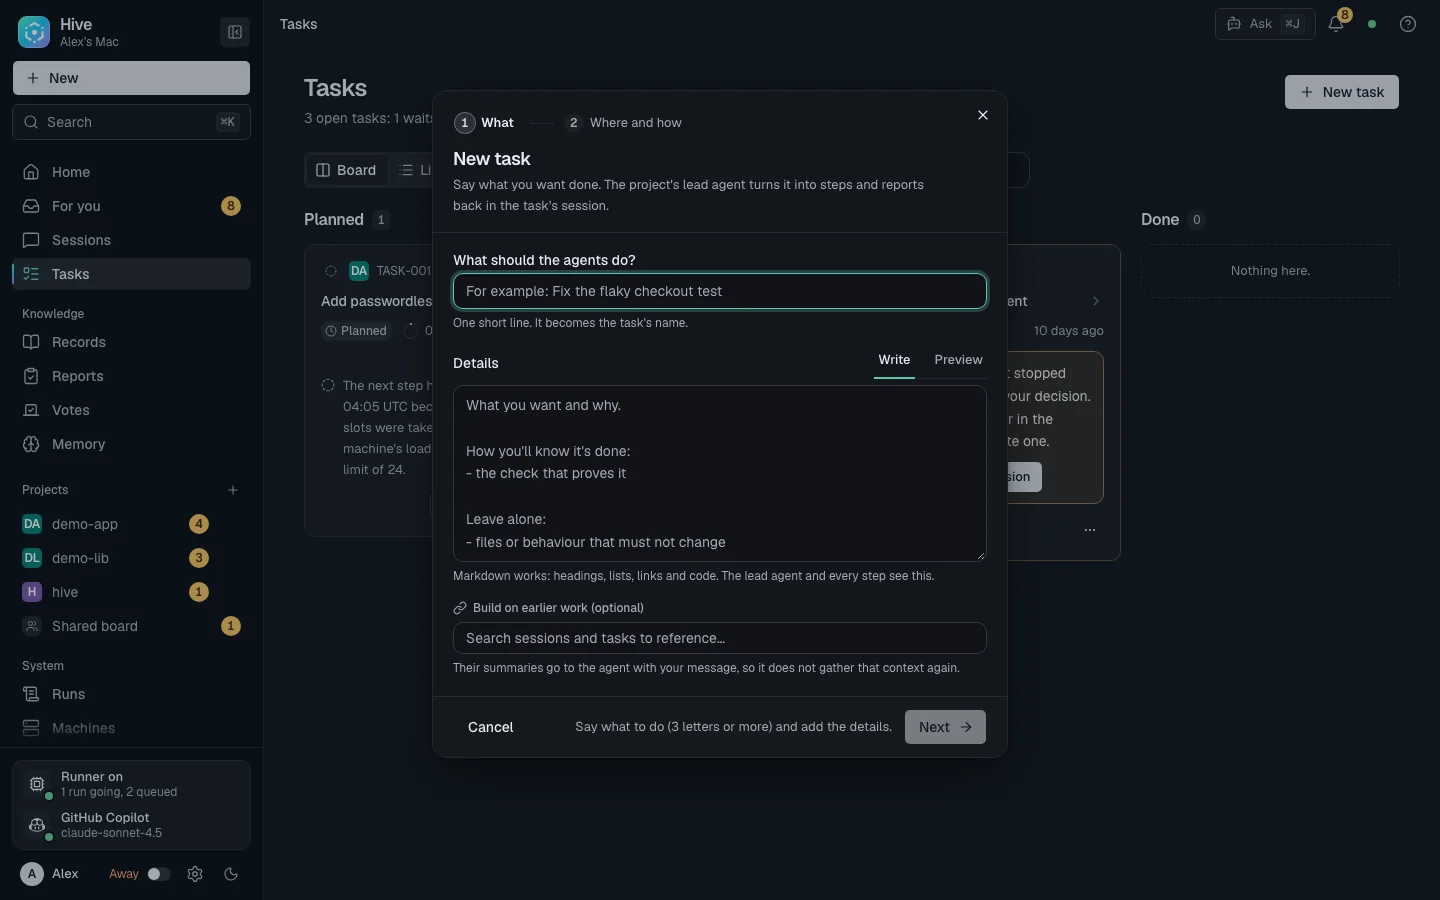 Hive
Alex's Mac
New
Search ⌘K
Home
For you 8
Sessions
Tasks
Knowledge
Records
Reports
Votes
Memory
Projects
DA demo-app 4
DL demo-lib 3
H hive 1
Shared board 1
System
Runs
Machines
Runner on
1 run going, 2 queued
GitHub Copilot
claude-sonnet-4.5
A Alex Away
Tasks
Ask ⌘J 8
Tasks
3 open tasks: 1 wait
New task
Board Li
Planned 1
DA TASK-001
Add passwordles
Planned 0
The next step h
04:05 UTC bec
slots were take
machine's load
limit of 24.
1 What 2 Where and how
New task
Say what you want done. The project's lead agent turns it into steps and reports
back in the task's session.
What should the agents do?
For example: Fix the flaky checkout test
One short line. It becomes the task's name.
Details Write Preview
What you want and why.
How you'll know it's done:
- the check that proves it
Leave alone:
- files or behaviour that must not change
Markdown works: headings, lists, links and code. The lead agent and every step see this.
Build on earlier work (optional)
Search sessions and tasks to reference...
Their summaries go to the agent with your message, so it does not gather that context again.
Cancel Say what to do (3 letters or more) and add the details. Next
ent
10 days ago
stopped
your decision.
r in the
te one.
sion
...
Done 0
Nothing here.